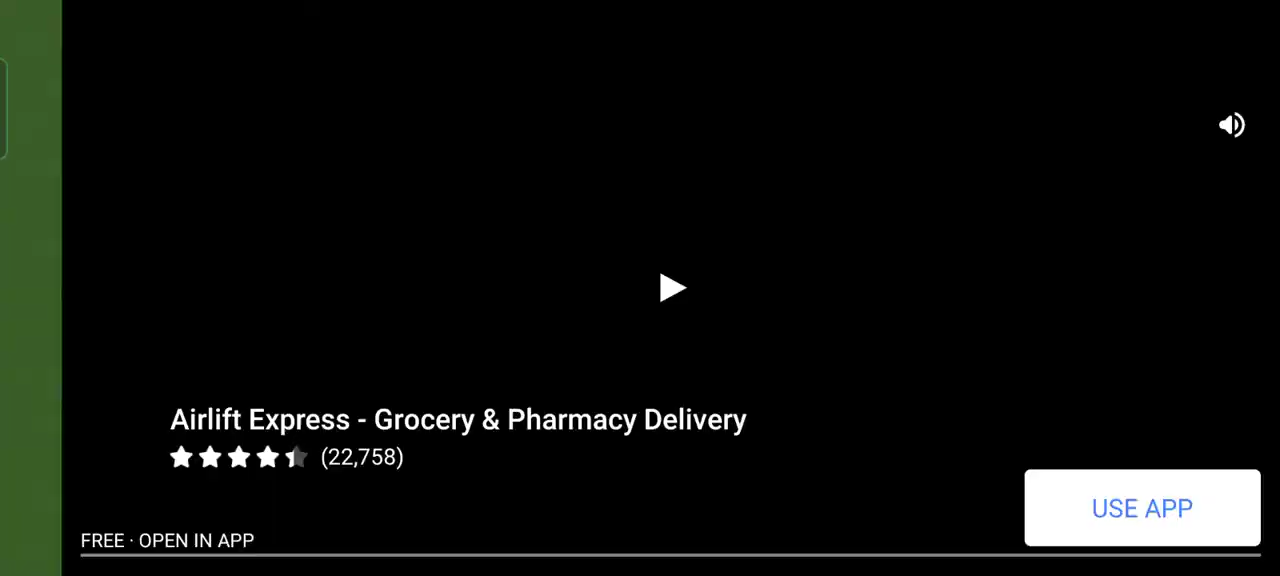 Airlift Express - Grocery & Pharmacy Delivery
(22,758)
USE APP
FREE · OPEN IN APP